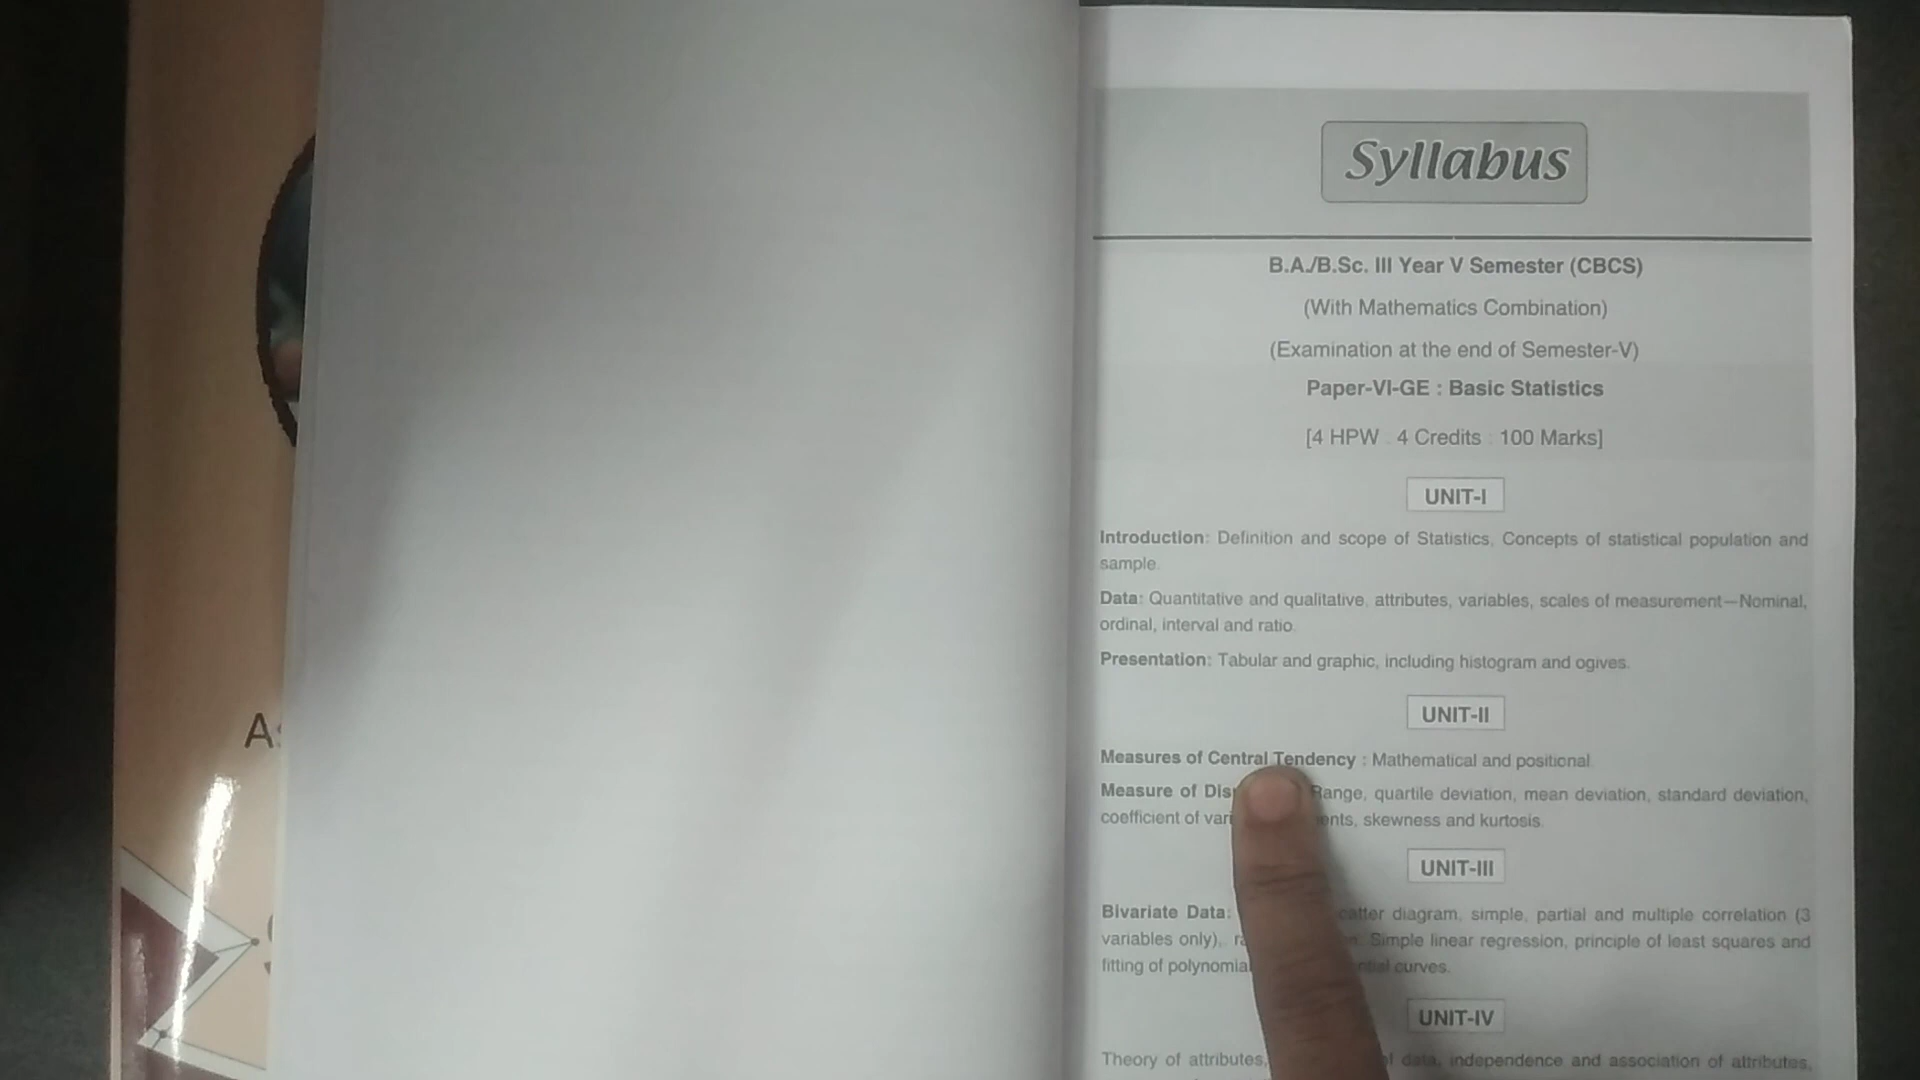 Syllabus
B.A./B.Sc. III Year V Semester (CBCS)
(With Mathematics Combination)
(Examination at the end of Semester-V)
Paper-VI-GE : Basic Statistics
[4 HPW : 4 Credits : 100 Marks]
UNIT-I
Introduction: Definition and scope of Statistics, Concepts of statistical population and
sample.
Data: Quantitative and qualitative, attributes, variables, scales of measurement—Nominal,
ordinal, interval and ratio.
Presentation: Tabular and graphic, including histogram and ogives.
UNIT-II
Measures of Central Tendency : Mathematical and positional.
Measure of Range, quartile deviation, mean deviation, standard deviation,
coefficient of skewness and kurtosis.
UNIT-III
Bivariate Data: diagram, simple, partial and multiple correlation (3
variables only), Simple linear regression, principle of least squares and
fitting of curves.
UNIT-IV
Theory of attributes, data, independence and association of attributes,